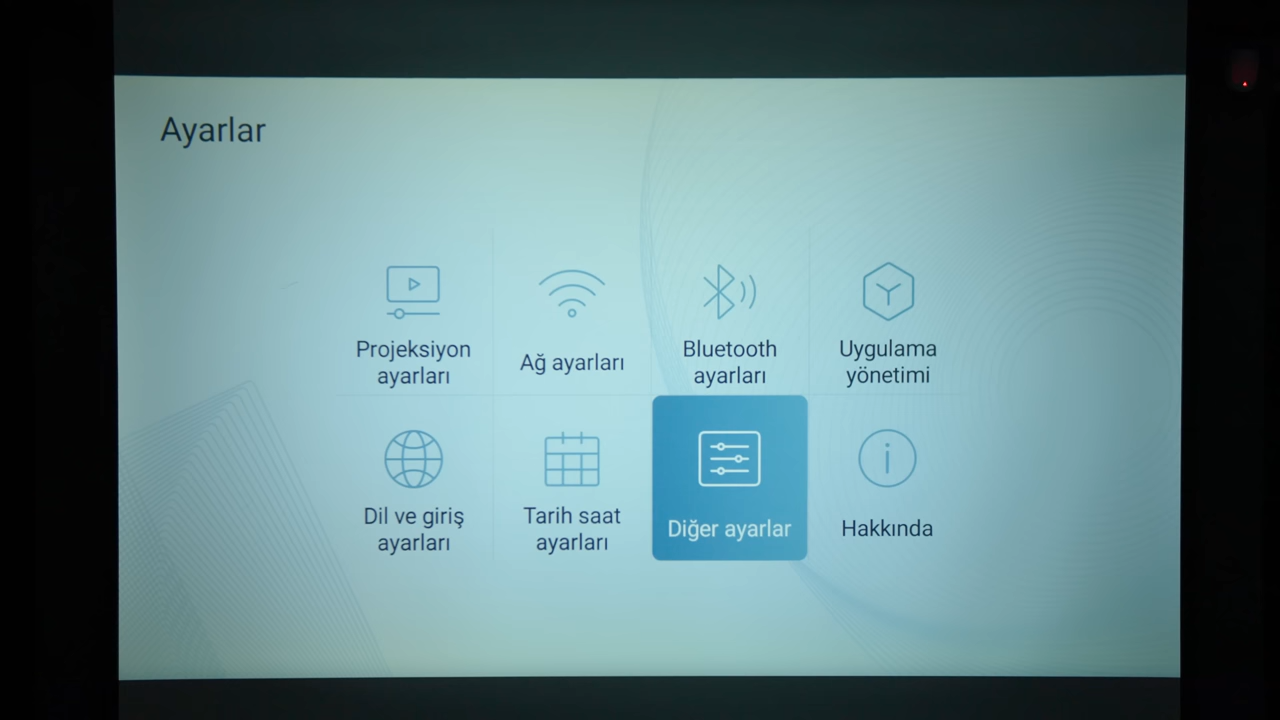 Ayarlar
Projeksiyon
ayarları
Ağ ayarları
Bluetooth
ayarları
Uygulama
yönetimi
Dil ve giriş
ayarları
Tarih saat
ayarları
Diğer ayarlar
Hakkında